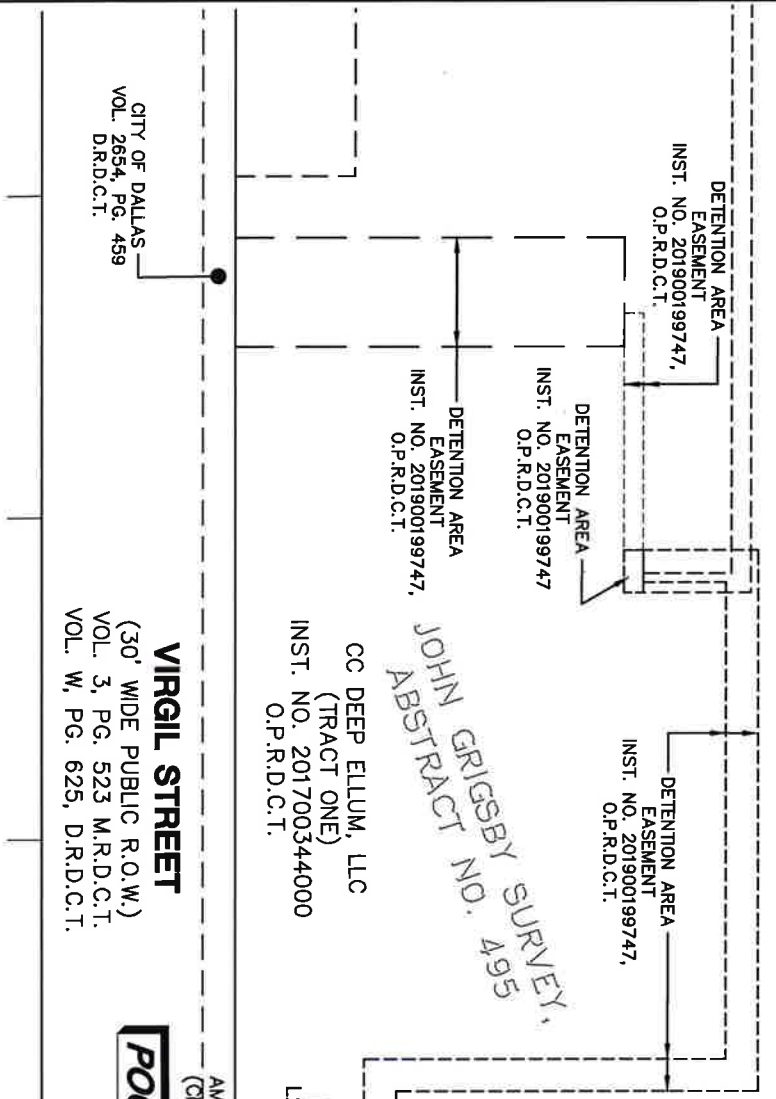 DETENTION AREA
EASEMENT
INST. NO. 201900199747,
O.P.R.D.C.T.
CITY OF DALLAS
VOL. 2654, PG. 459
D.R.D.C.T.
DETENTION AREA
EASEMENT
INST. NO. 201900199747
O.P.R.D.C.T.
DETENTION AREA
EASEMENT
INST. NO. 201900199747,
O.P.R.D.C.T.
DETENTION AREA
EASEMENT
INST. NO. 201900199747,
O.P.R.D.C.T.
JOHN GRIGSBY SURVEY,
ABSTRACT NO. 495
CC DEEP ELLUM, LLC
(TRACT ONE)
INST. NO. 201700344000
O.P.R.D.C.T.
VIRGIL STREET
(30' WIDE PUBLIC R.O.W.)
VOL. 3, PG. 523 M.R.D.C.T.
VOL. W, PG. 625, D.R.D.C.T.